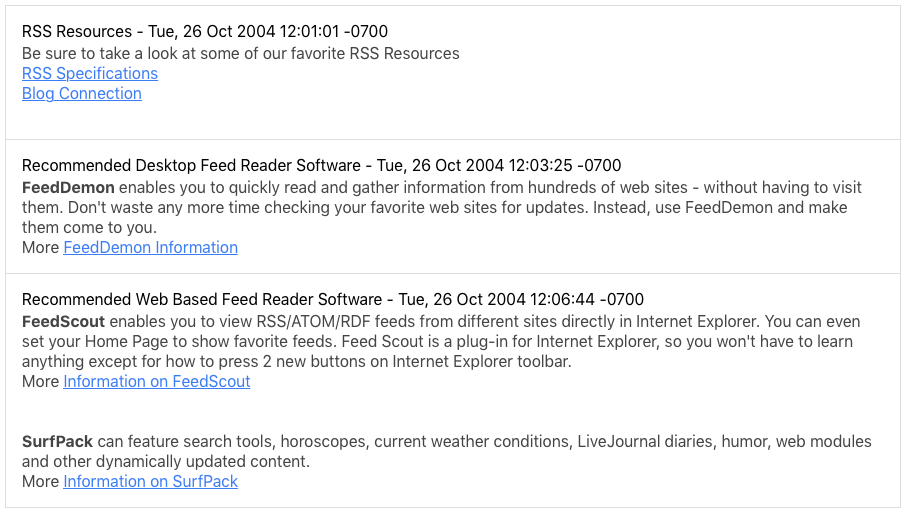 RSS Resources - Tue, 26 Oct 2004 12:01:01 -0700
Be sure to take a look at some of our favorite RSS Resources
RSS Specifications
Blog Connection
Recommended Desktop Feed Reader Software - Tue, 26 Oct 2004 12:03:25 -0700
FeedDemon enables you to quickly read and gather information from hundreds of web sites - without having to visit
them. Don't waste any more time checking your favorite web sites for updates. Instead, use FeedDemon and make
them come to you.
More FeedDemon Information
Recommended Web Based Feed Reader Software - Tue, 26 Oct 2004 12:06:44 -0700
FeedScout enables you to view RSS/ATOM/RDF feeds from different sites directly in Internet Explorer. You can even
set your Home Page to show favorite feeds. Feed Scout is a plug-in for Internet Explorer, so you won't have to learn
anything except for how to press 2 new buttons on Internet Explorer toolbar.
More Information on FeedScout
SurfPack can feature search tools, horoscopes, current weather conditions, LiveJournal diaries, humor, web modules
and other dynamically updated content.
More Information on SurfPack